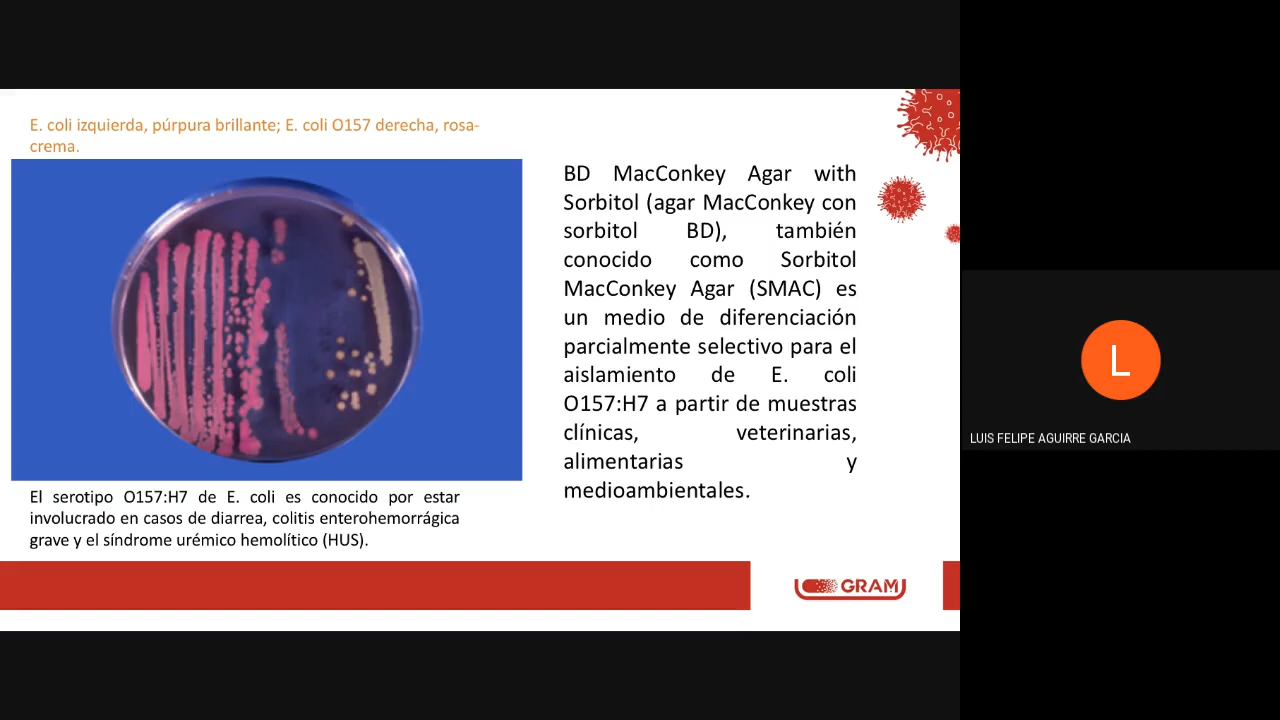 E. coli izquierda, púrpura brillante; E. coli O157 derecha, rosa-
crema.
BD MacConkey Agar with
Sorbitol (agar MacConkey con
sorbitol BD), también
conocido como Sorbitol
MacConkey Agar (SMAC) es
un medio de diferenciación
parcialmente selectivo para el
aislamiento de E. coli
O157:H7 a partir de muestras
clínicas, veterinarias,
alimentarias y
medioambientales.
El serotipo O157:H7 de E. coli es conocido por estar
involucrado en casos de diarrea, colitis enterohemorrágica
grave y el síndrome urémico hemolítico (HUS).
GRAM
L
LUIS FELIPE AGUIRRE GARCIA